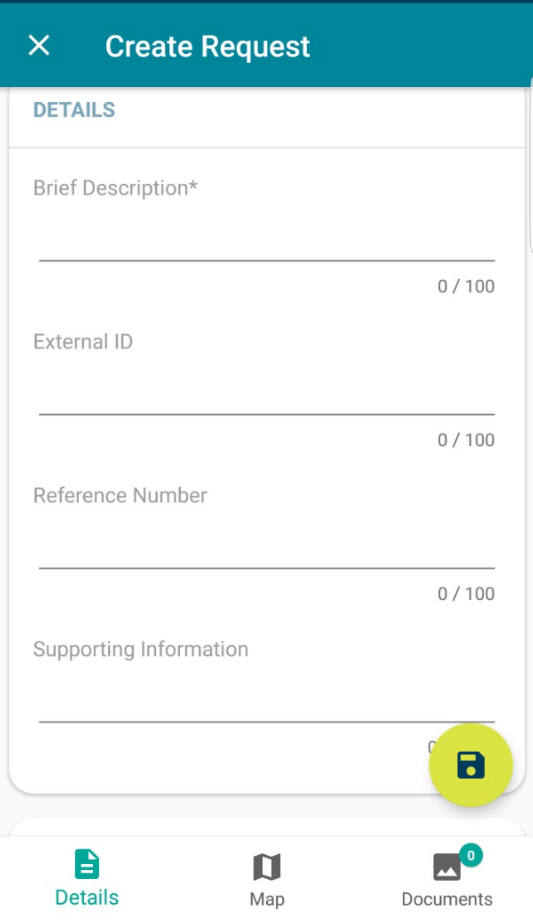 Create Request
DETAILS
Brief Description*
0 / 100
External ID
0 / 100
Reference Number
0 / 100
Supporting Information
0
Details
Map
Documents